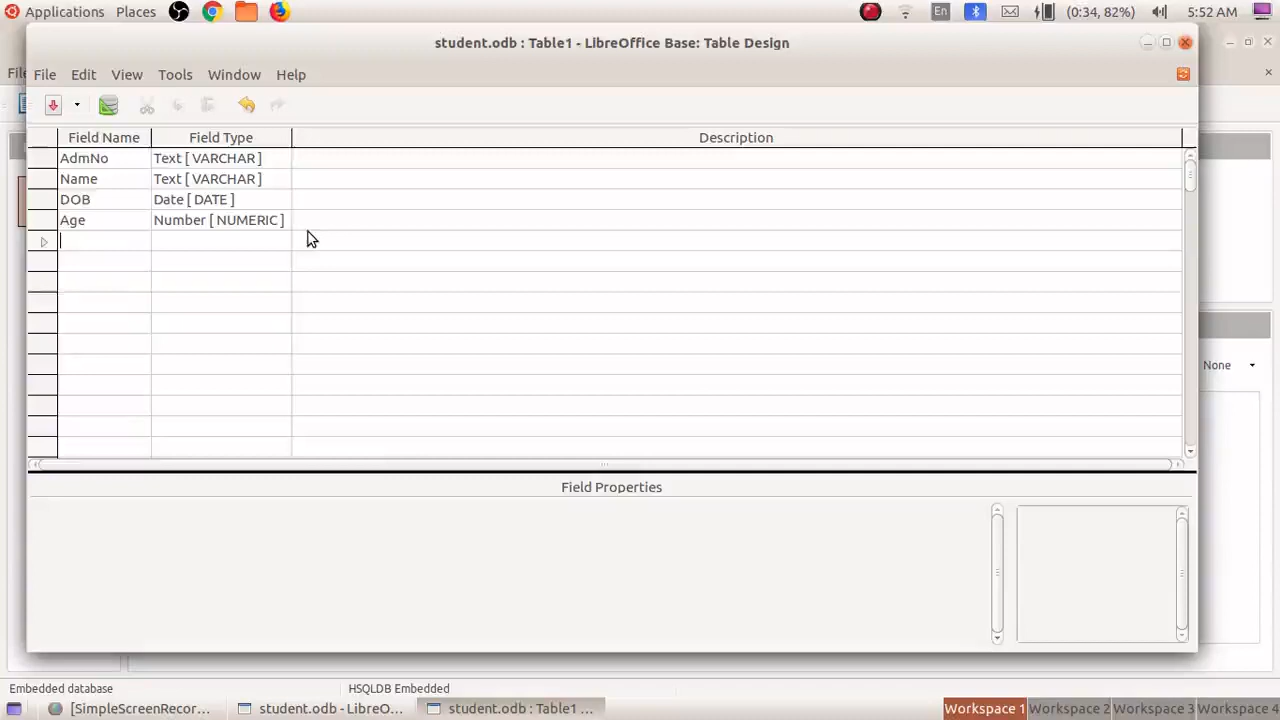 Applications Places En (0:34, 82%) 5:52 AM
student.odb : Table1 - LibreOffice Base: Table Design
File Edit View Tools Window Help
Field Name Field Type Description
AdmNo Text [ VARCHAR ]
Name Text [ VARCHAR ]
DOB Date [ DATE ]
Age Number [ NUMERIC ]
None
Field Properties
Embedded database HSQLDB Embedded
[SimpleScreenRecor... student.odb - LibreO... student.odb : Table1 ... Workspace 1 Workspace 2 Workspace 3 Workspace 4